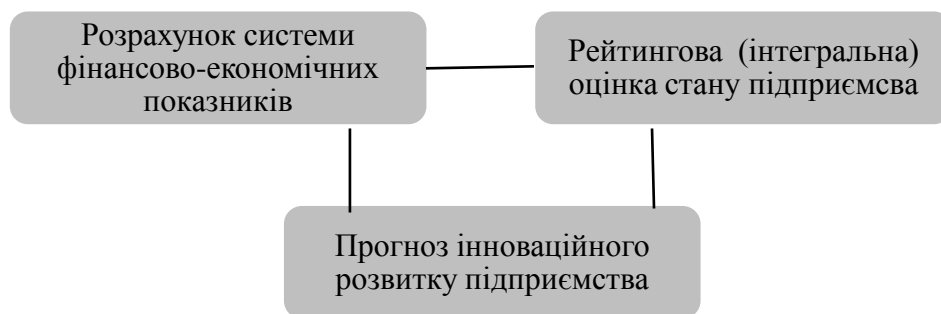 Розрахунок системи
фінансово-економічних
показників
Рейтингова (інтегральна)
оцінка стану підприємсва
Прогноз інноваційного
розвитку підприємства